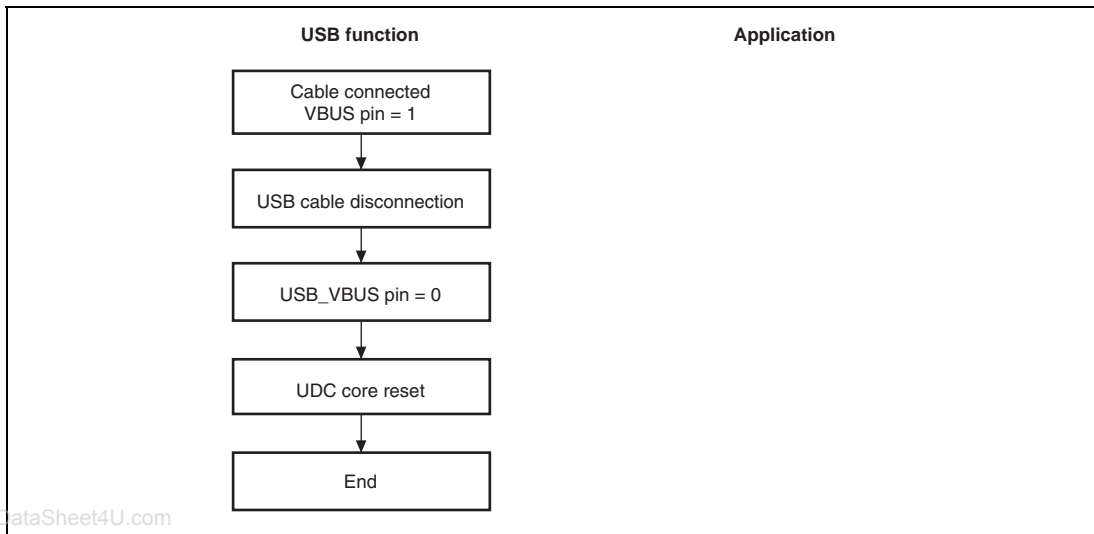 USB function
Application
Cable connected
VBUS pin = 1
USB cable disconnection
USB_VBUS pin = 0
UDC core reset
End
DataSheet4U.com